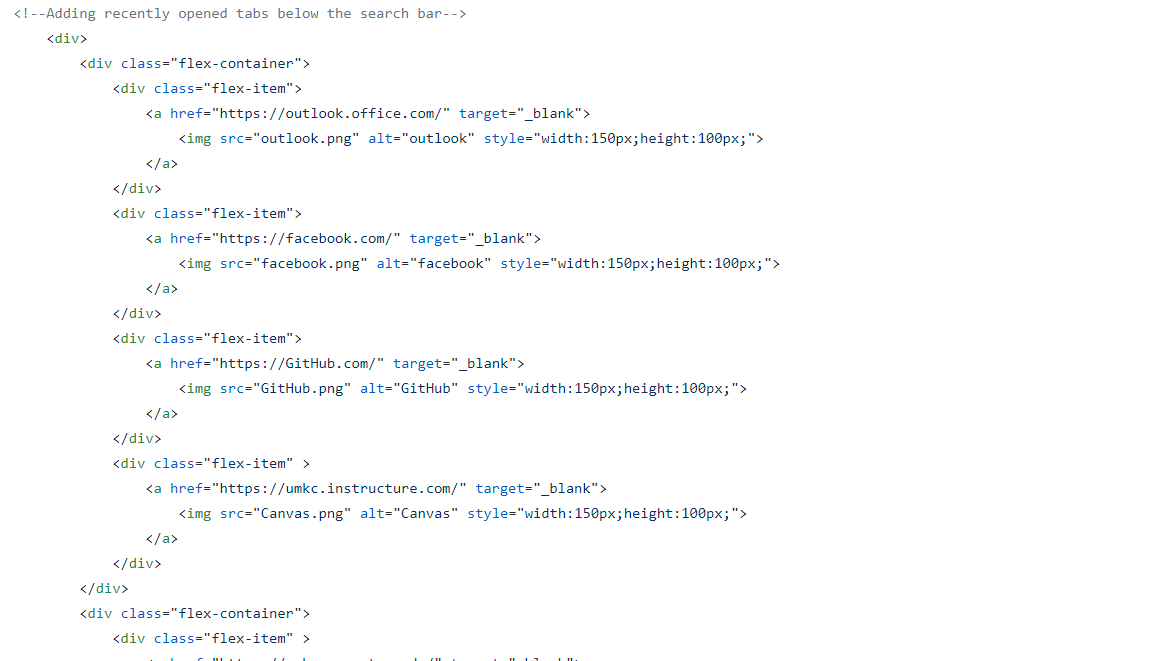 <!--Adding recently opened tabs below the search bar-->
<div>
<div class="flex-container">
<div class="flex-item">
<a href="https://outlook.office.com/" target="_blank">
<img src="outlook.png" alt="outlook" style="width:150px;height:100px;">
</a>
</div>
<div class="flex-item">
<a href="https://facebook.com/" target="_blank">
<img src="facebook.png" alt="facebook" style="width:150px;height:100px;">
</a>
</div>
<div class="flex-item">
<a href="https://GitHub.com/" target="_blank">
<img src="GitHub.png" alt="GitHub" style="width:150px;height:100px;">
</a>
</div>
<div class="flex-item" >
<a href="https://umkc.instructure.com/" target="_blank">
<img src="Canvas.png" alt="Canvas" style="width:150px;height:100px;">
</a>
</div>
</div>
<div class="flex-container">
<div class="flex-item" >